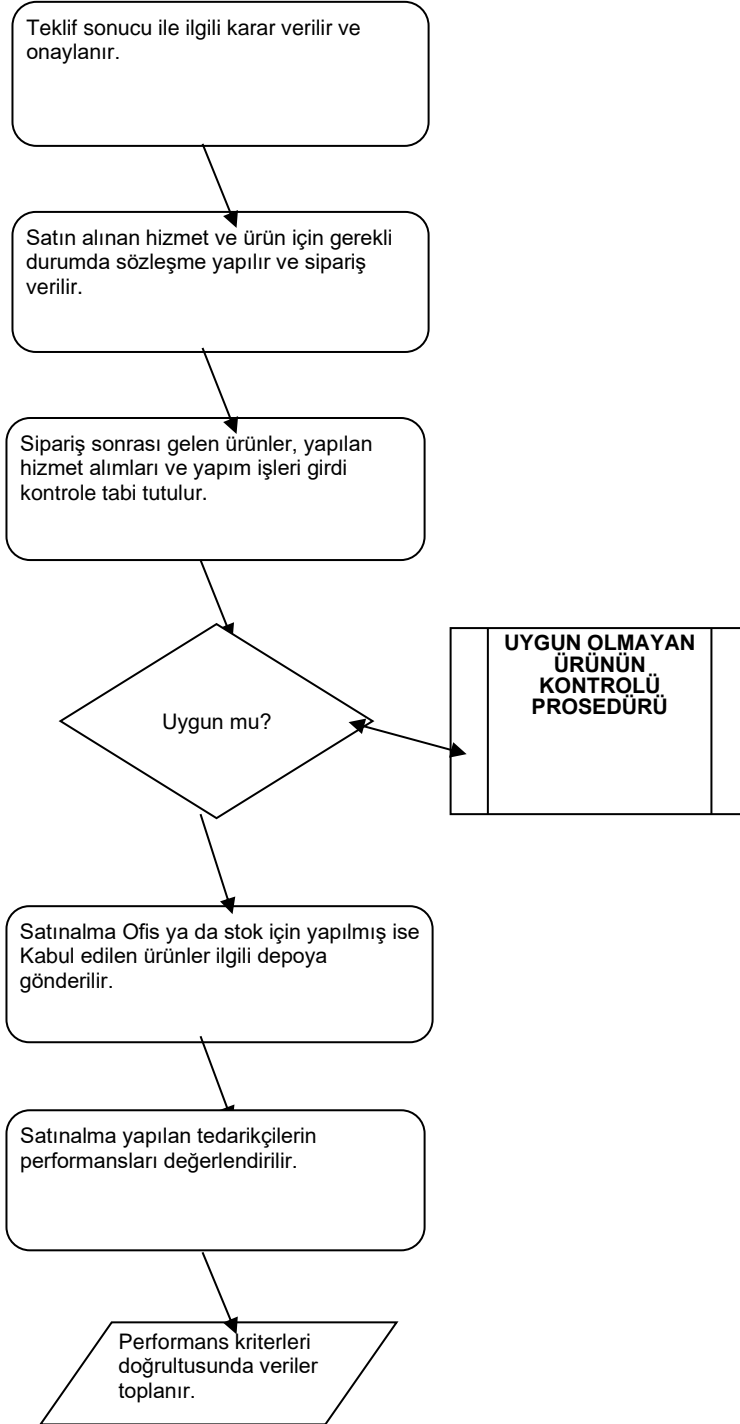 Teklif sonucu ile ilgili karar verilir ve
onaylanır.
Satın alınan hizmet ve ürün için gerekli
durumda sözleşme yapılır ve sipariş
verilir.
Sipariş sonrası gelen ürünler, yapılan
hizmet alımları ve yapım işleri girdi
kontrole tabi tutulur.
Uygun mu?
UYGUN OLMAYAN
ÜRÜNÜN
KONTROLÜ
PROSEDÜRÜ
Satınalma Ofis ya da stok için yapılmış ise
Kabul edilen ürünler ilgili depoya
gönderilir.
Satınalma yapılan tedarikçilerin
performansları değerlendirilir.
Performans kriterleri
doğrultusunda veriler
toplanır.